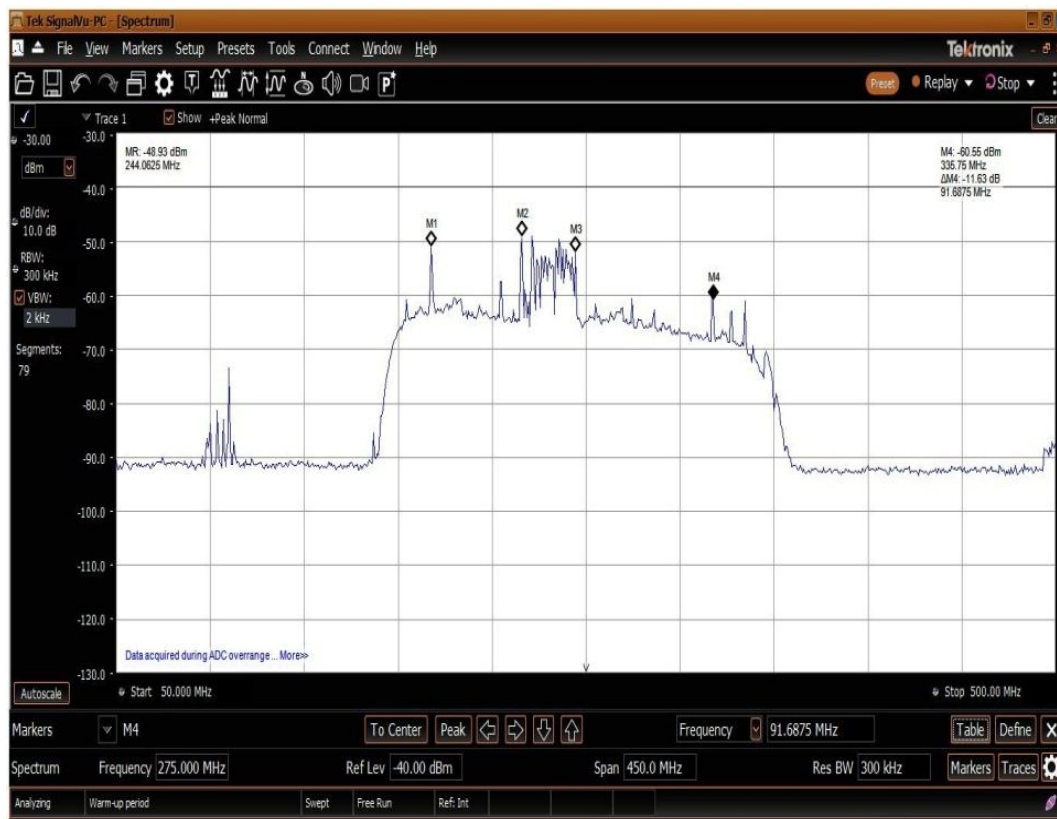 Tek SignalVu-PC - [Spectrum]
File View Markers Setup Presets Tools Connect Window Help
Tektronix
Preset Replay Stop
Trace 1 Show +Peak Normal Clear
-30.00
dBm
dB/div:
10.0 dB
RBW:
300 kHz
VBW:
2 kHz
Segments:
79
Autoscale
-30.0
-40.0
-50.0
-60.0
-70.0
-80.0
-90.0
-100.0
-110.0
-120.0
-130.0
MR: -48.93 dBm
244.0625 MHz
M4: -60.55 dBm
335.75 MHz
ΔM4: -11.63 dB
91.6875 MHz
M1
M2
M3
M4
Data acquired during ADC overrange ... More>>
Start 50.000 MHz Stop 500.00 MHz
Markers M4 To Center Peak Frequency 91.6875 MHz Table Define X
Spectrum Frequency 275.000 MHz Ref Lev -40.00 dBm Span 450.0 MHz Res BW 300 kHz Markers Traces
Analyzing Warm-up period Swept Free Run Ref: Int